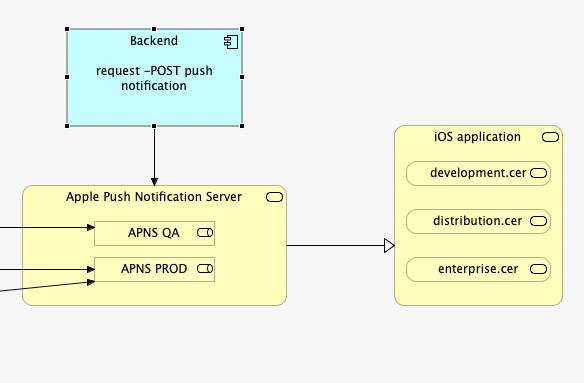 Backend
request -POST push
notification
Apple Push Notification Server
APNS QA
APNS PROD
iOS application
development.cer
distribution.cer
enterprise.cer